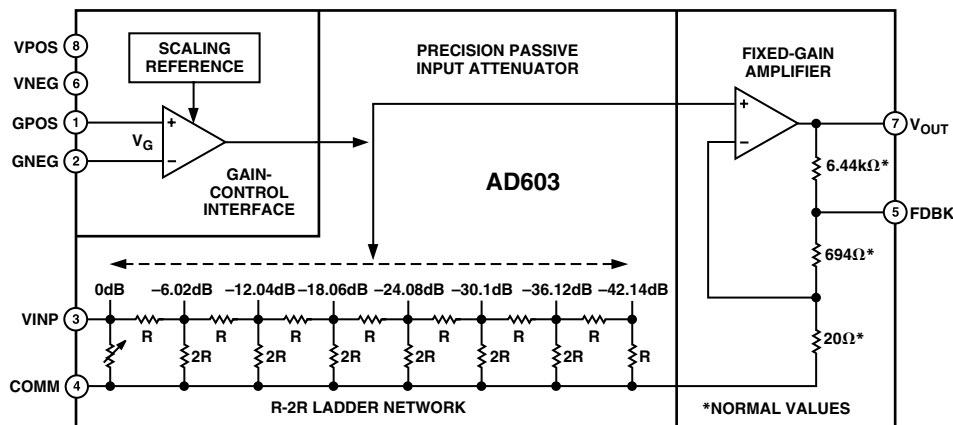 VPOS 8
VNEG 6
GPOS 1
GNEG 2
SCALING
REFERENCE
+
VG
–
GAIN-
CONTROL
INTERFACE
PRECISION PASSIVE
INPUT ATTENUATOR
AD603
FIXED-GAIN
AMPLIFIER
+
–
7 VOUT
6.44kΩ*
5 FDBK
694Ω*
20Ω*
0dB –6.02dB –12.04dB –18.06dB –24.08dB –30.1dB –36.12dB –42.14dB
VINP 3
R R R R R R R
2R 2R 2R 2R 2R 2R R
COMM 4
R-2R LADDER NETWORK
*NORMAL VALUES